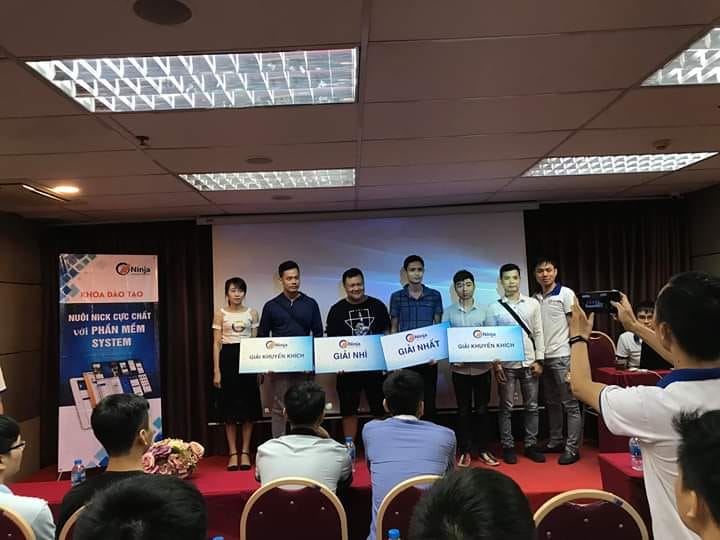 Ninja
KHÓA ĐÀO TẠO
NUÔI NICK CỰC CHẤT
VỚI PHẦN MỀM
SYSTEM
Ninja
GIẢI KHUYẾN KHÍCH
Ninja
GIẢI NHÌ
Ninja
GIẢI NHẤT
Ninja
GIẢI KHUYẾN KHÍCH